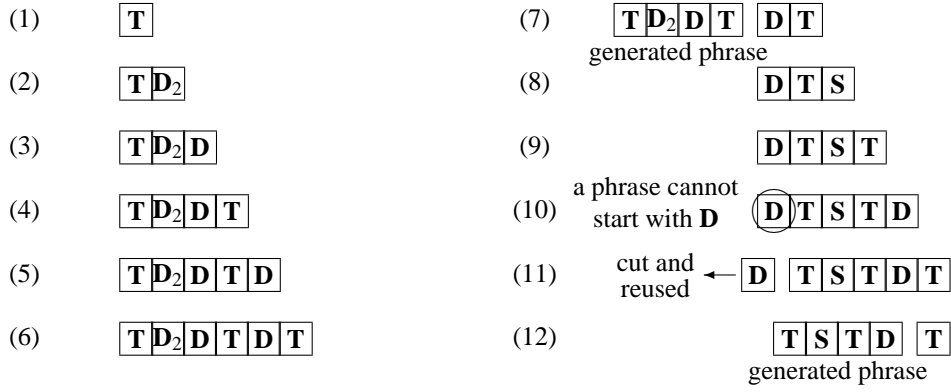 (1) T
(2) T D₂
(3) T D₂ D
(4) T D₂ D T
(5) T D₂ D T D
(6) T D₂ D T D T
(7) T D₂ D T D T
generated phrase
(8) D T S
(9) D T S T
(10) a phrase cannot
start with D
D T S T D
(11) cut and
reused
D T S T D T
(12) T S T D T
generated phrase